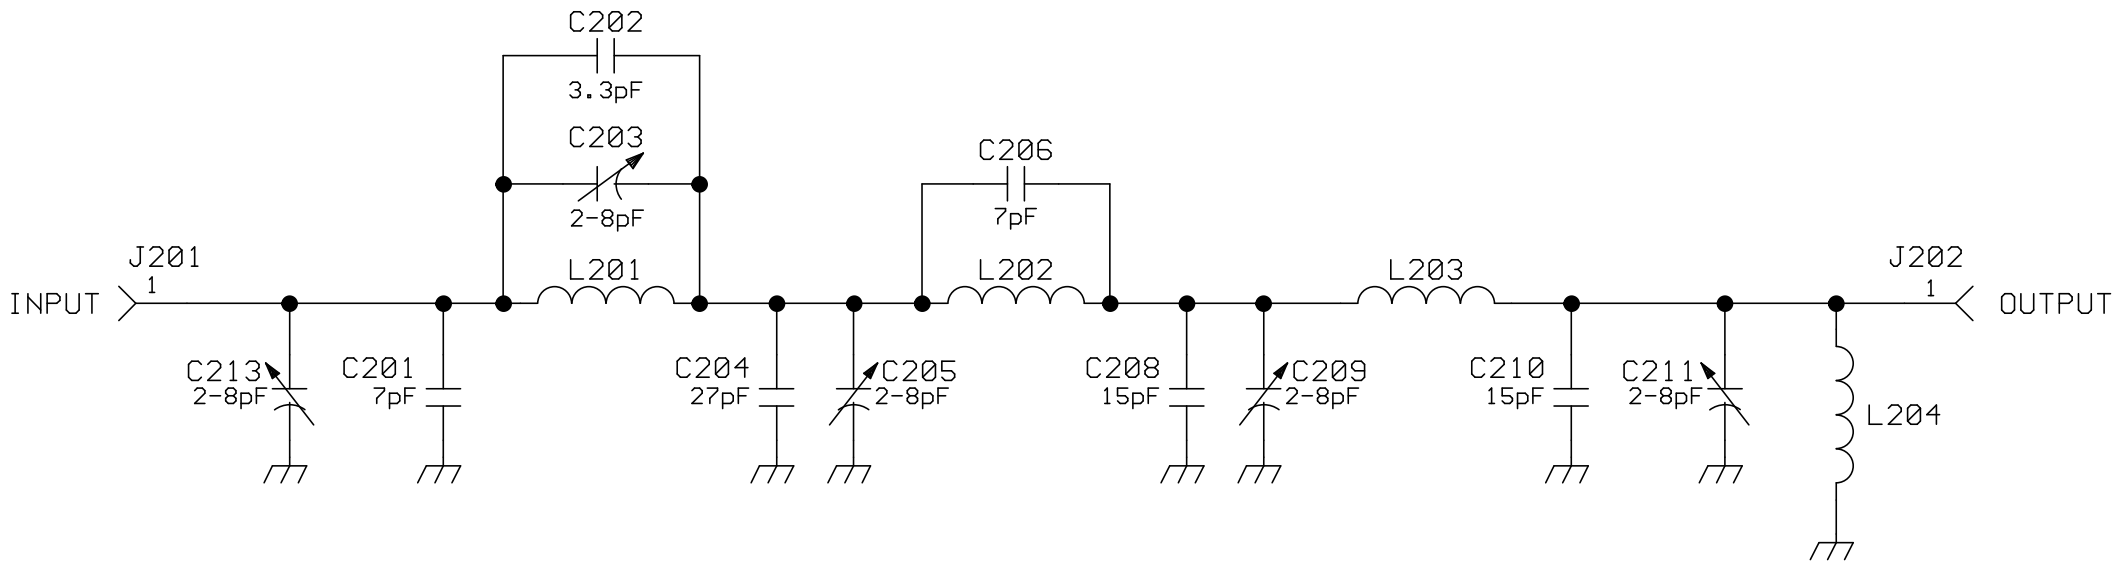 C202
3.3pF
C203
2-8pF
C206
7pF
J201
1
L201
L202
L203
J202
1
INPUT
OUTPUT
C213
2-8pF
C201
7pF
C204
27pF
C205
2-8pF
C208
15pF
C209
2-8pF
C210
15pF
C211
2-8pF
L204